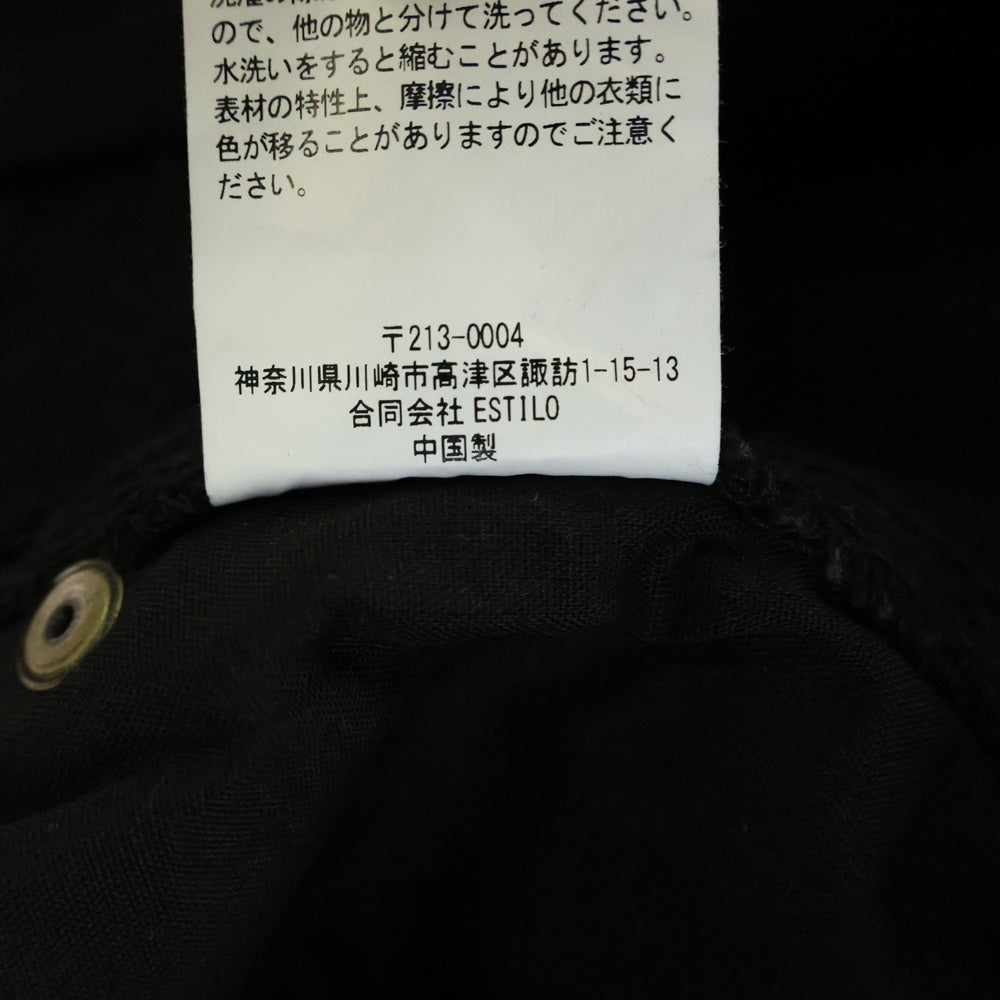 ので、他の物と分けて洗ってください。
水洗いをすると縮むことがあります。
表材の特性上、摩擦により他の衣類に
色が移ることがありますのでご注意く
ださい。
〒213-0004
神奈川県川崎市高津区諏訪1-15-13
合同会社 ESTILO
中国製